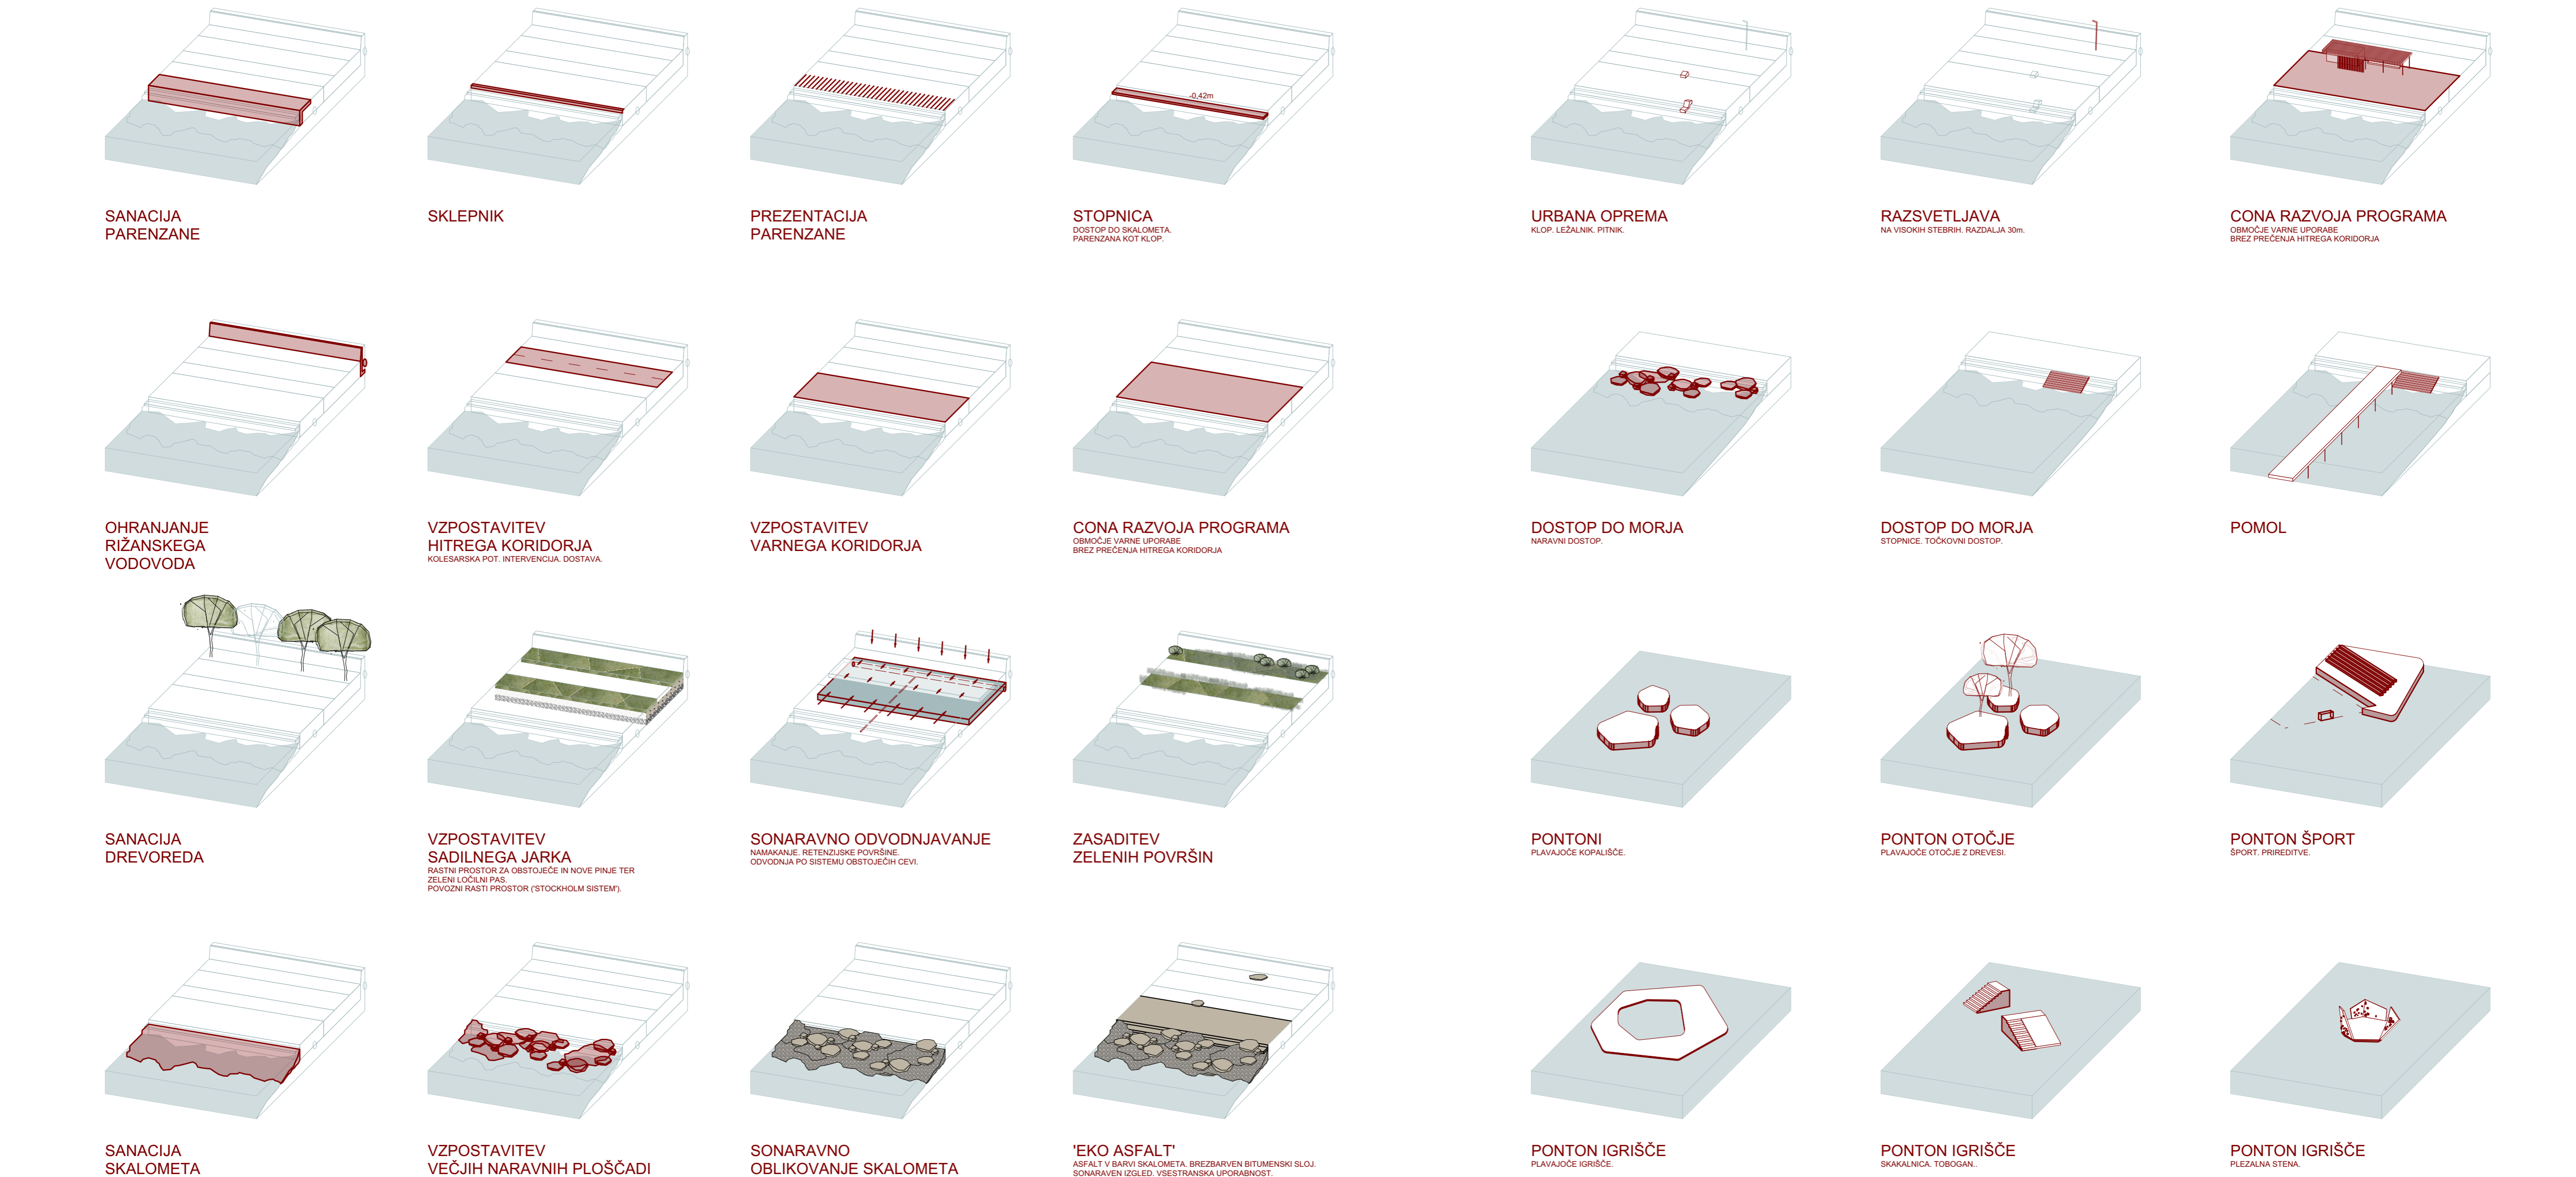 -0,42m
SANACIJA
PARENZANE
SKLEPNIK
PREZENTACIJA
PARENZANE
STOPNICA
DOSTOP DO SKALOMETA.
PARENZANA KOT KLOP.
URBANA OPREMA
KLOP. LEŽALNIK. PITNIK.
RAZSVETLJAVA
NA VISOKIH STEBRIH. RAZDALJA 30m.
CONA RAZVOJA PROGRAMA
OBMOČJE VARNE UPORABE
BREZ PREČENJA HITREGA KORIDORJA
OHRANJANJE
RIŽANSKEGA
VODOVODA
VZPOSTAVITEV
HITREGA KORIDORJA
KOLESARSKA POT. INTERVENCIJA. DOSTAVA.
VZPOSTAVITEV
VARNEGA KORIDORJA
CONA RAZVOJA PROGRAMA
OBMOČJE VARNE UPORABE
BREZ PREČENJA HITREGA KORIDORJA
DOSTOP DO MORJA
NARAVNI DOSTOP.
DOSTOP DO MORJA
STOPNICE. TOČKOVNI DOSTOP.
POMOL
SANACIJA
DREVOREDA
VZPOSTAVITEV
SADILNEGA JARKA
RASTNI PROSTOR ZA OBSTOJEČE IN NOVE PINJE TER
ZELENI LOČILNI PAS.
POVOZNI RASTI PROSTOR ('STOCKHOLM SISTEM').
SONARAVNO ODVODNJAVANJE
NAMAKANJE. RETENZIJSKE POVRŠINE.
ODVODNJA PO SISTEMU OBSTOJEČIH CEVI.
ZASADITEV
ZELENIH POVRŠIN
PONTONI
PLAVAJOČE KOPALIŠČE.
PONTON OTOČJE
PLAVAJOČE OTOČJE Z DREVESI.
PONTON ŠPORT
ŠPORT. PRIREDITVE.
SANACIJA
SKALOMETA
VZPOSTAVITEV
VEČJIH NARAVNIH PLOŠČADI
SONARAVNO
OBLIKOVANJE SKALOMETA
'EKO ASFALT'
ASFALT V BARVI SKALOMETA. BREZBARVEN BITUMENSKI SLOJ.
SONARAVEN IZGLED. VSESTRANSKA UPORABNOST.
PONTON IGRIŠČE
PLAVAJOČE IGRIŠČE.
PONTON IGRIŠČE
SKAKALNICA. TOBOGAN..
PONTON IGRIŠČE
PLEZALNA STENA.